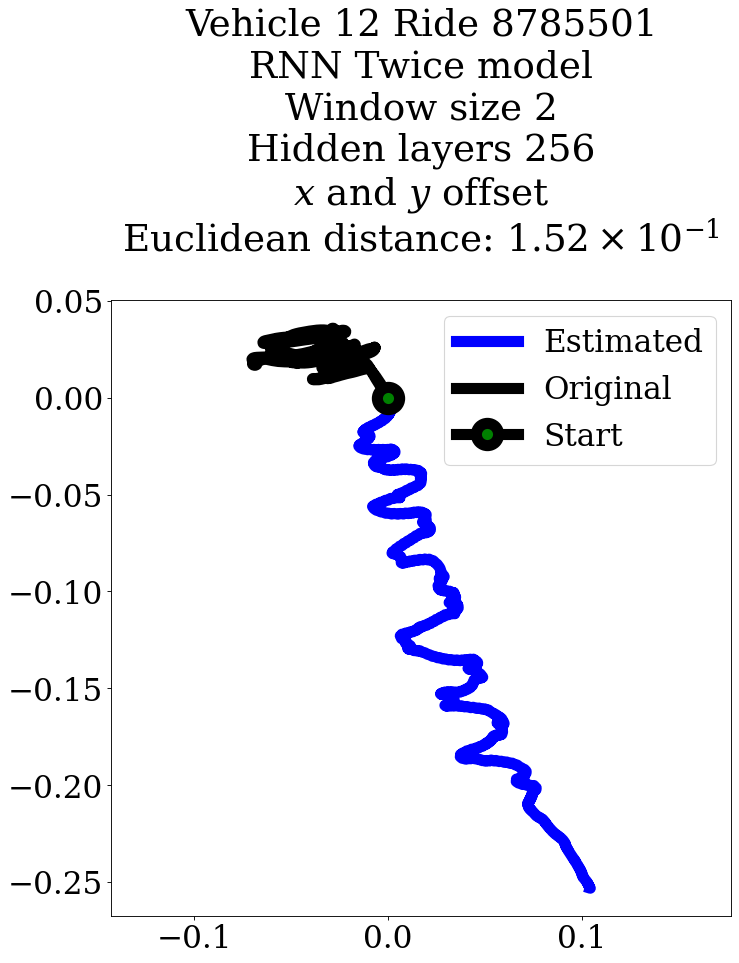 Vehicle 12 Ride 8785501
RNN Twice model
Window size 2
Hidden layers 256
x and y offset
Euclidean distance: 1.52 × 10⁻¹
0.05
0.00
−0.05
−0.10
−0.15
−0.20
−0.25
Estimated
Original
Start
−0.1
0.0
0.1